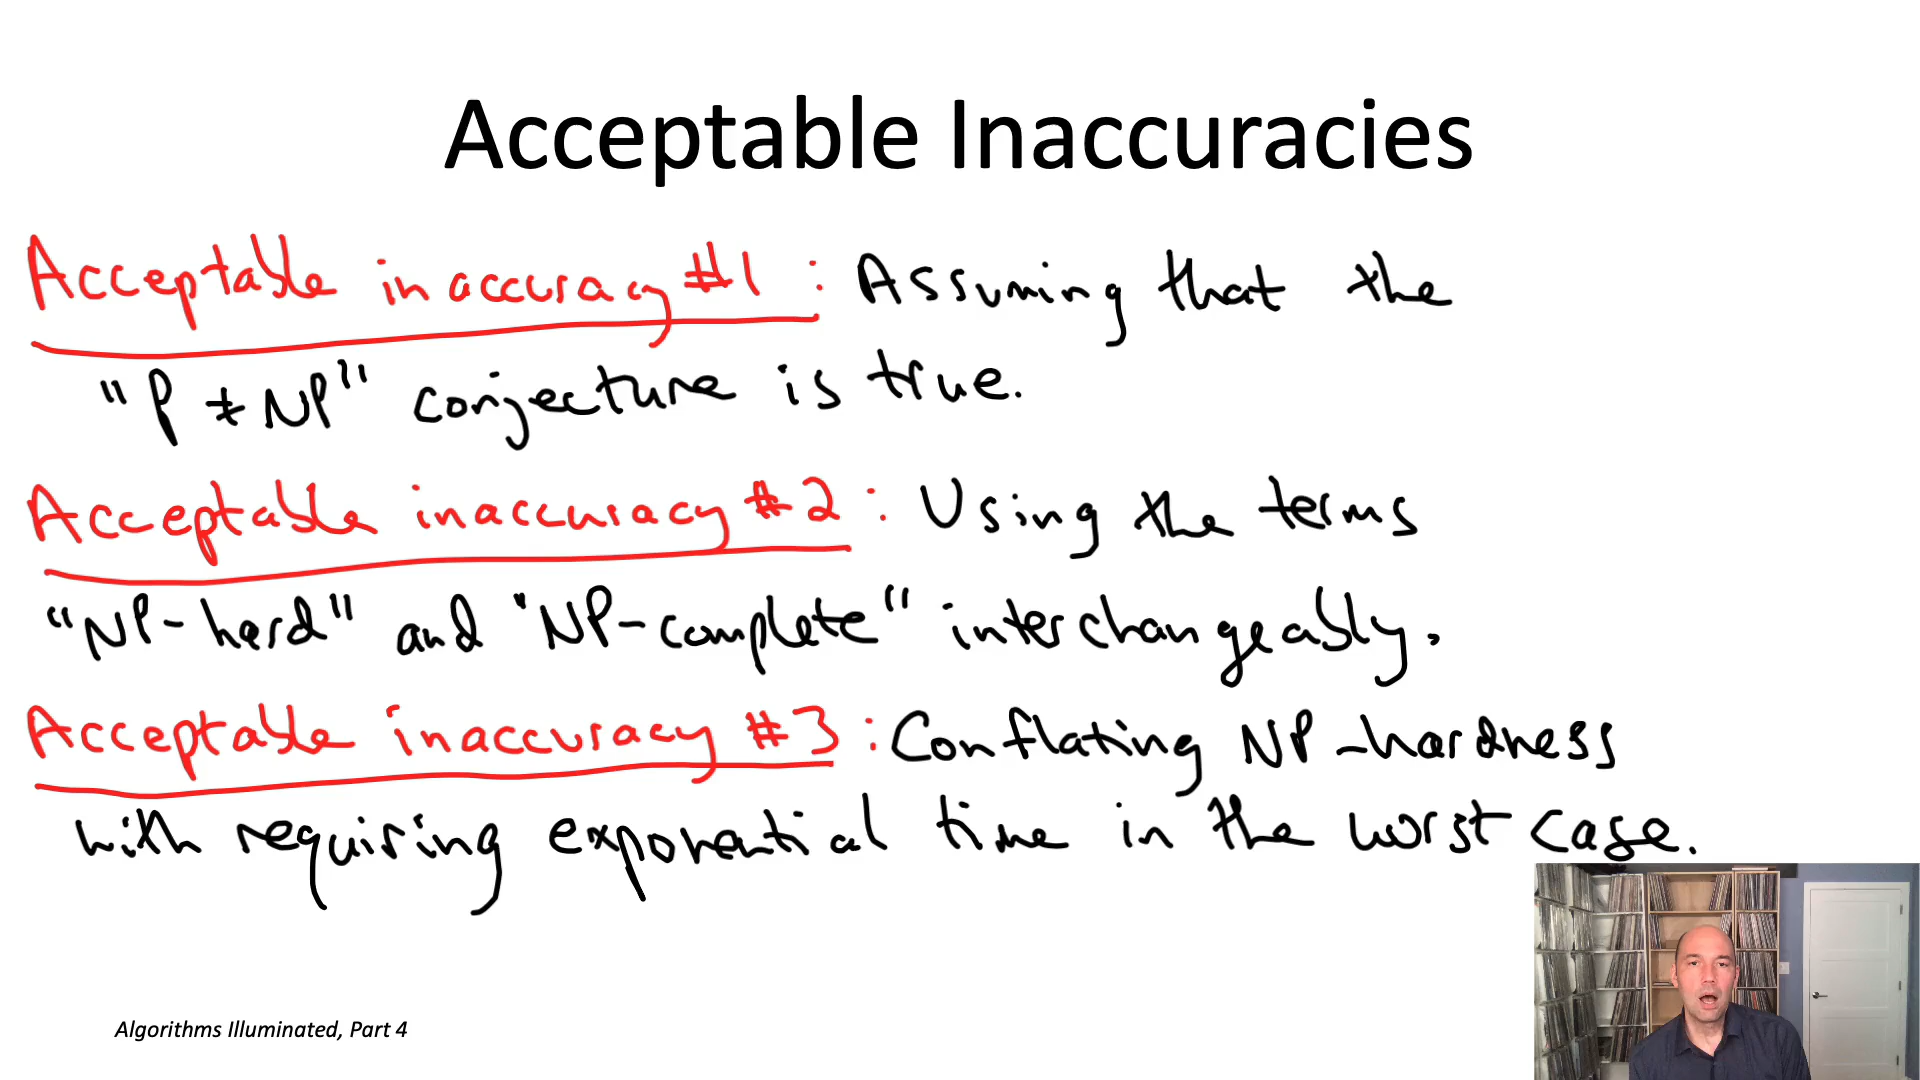 Acceptable Inaccuracies
Acceptable inaccuracy #1: Assuming that the
"P ≠ NP" conjecture is true.
Acceptable inaccuracy #2: Using the terms
"NP-hard" and "NP-complete" interchangeably.
Acceptable inaccuracy #3: Conflating NP-hardness
with requiring exponential time in the worst case.
Algorithms Illuminated, Part 4